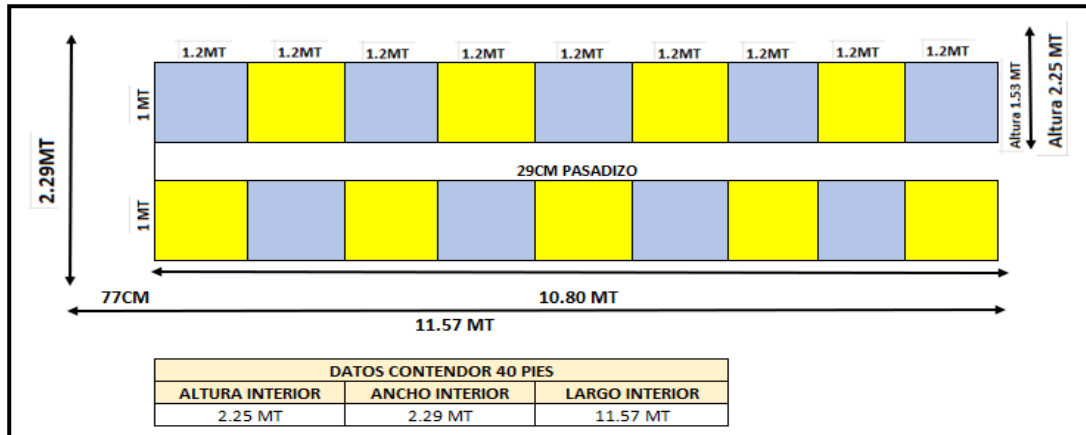 1.2MT 1.2MT 1.2MT 1.2MT 1.2MT 1.2MT 1.2MT 1.2MT 1.2MT
1 MT
Altura 1.53 MT
Altura 2.25 MT
2.29MT
29CM PASADIZO
1 MT
77CM 10.80 MT
11.57 MT
DATOS CONTENDOR 40 PIES
ALTURA INTERIOR ANCHO INTERIOR LARGO INTERIOR
2.25 MT 2.29 MT 11.57 MT